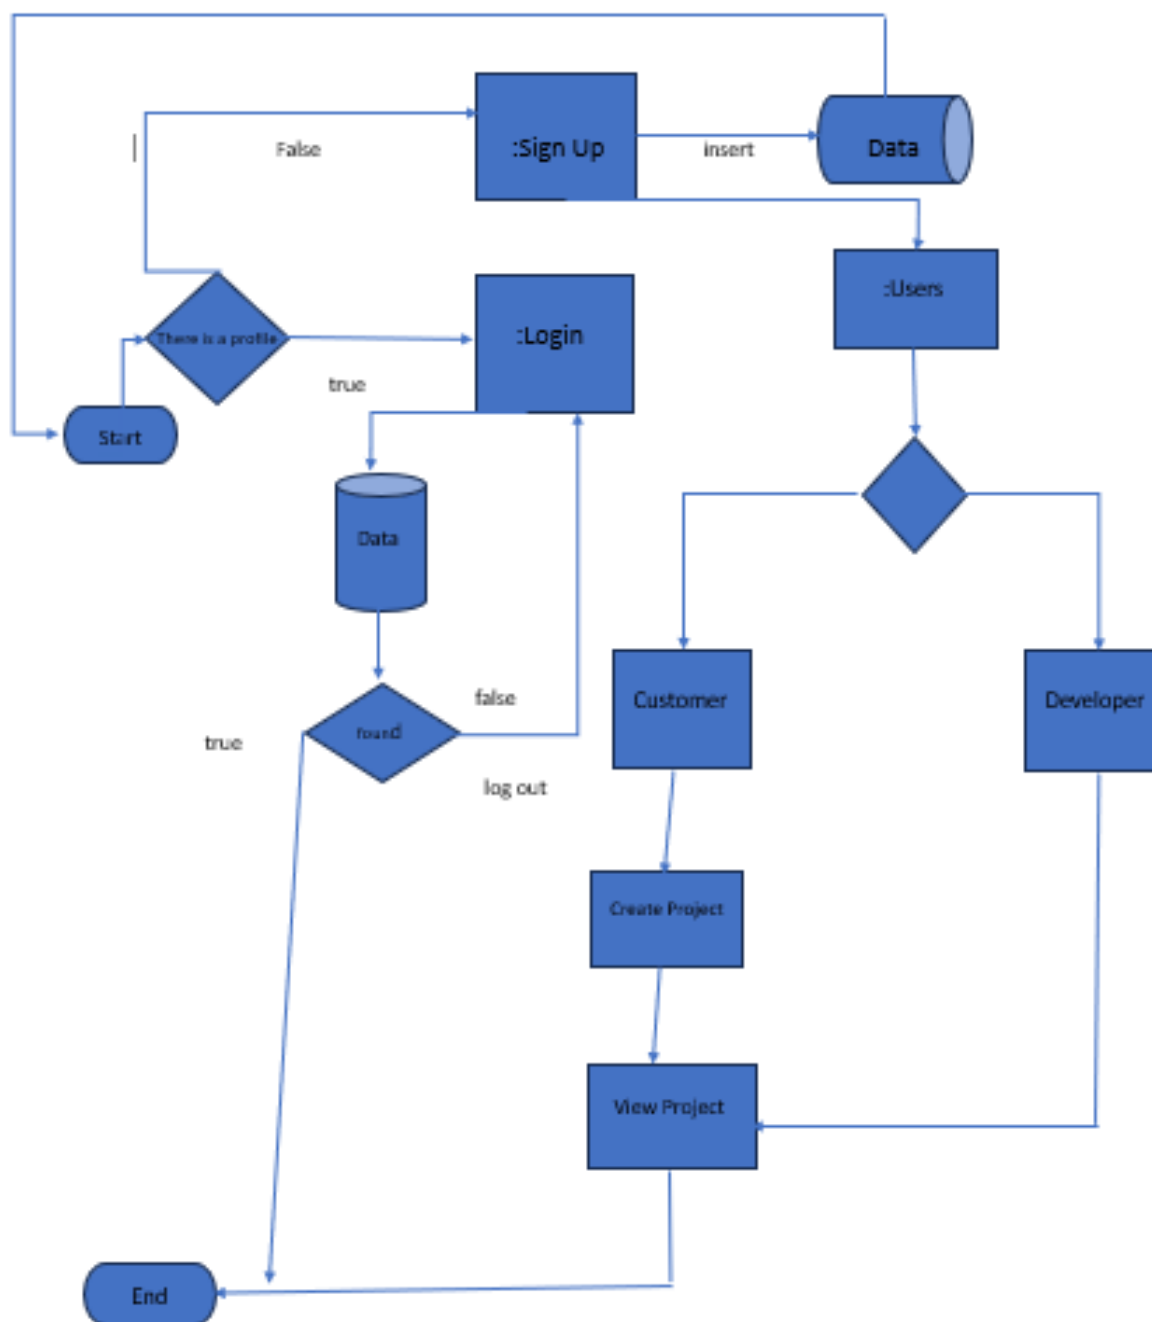 :Sign Up
Data
False
insert
:Users
:Login
There is a profile
true
Start
Data
Customer
Developer
false
found
true
log out
Create Project
View Project
End